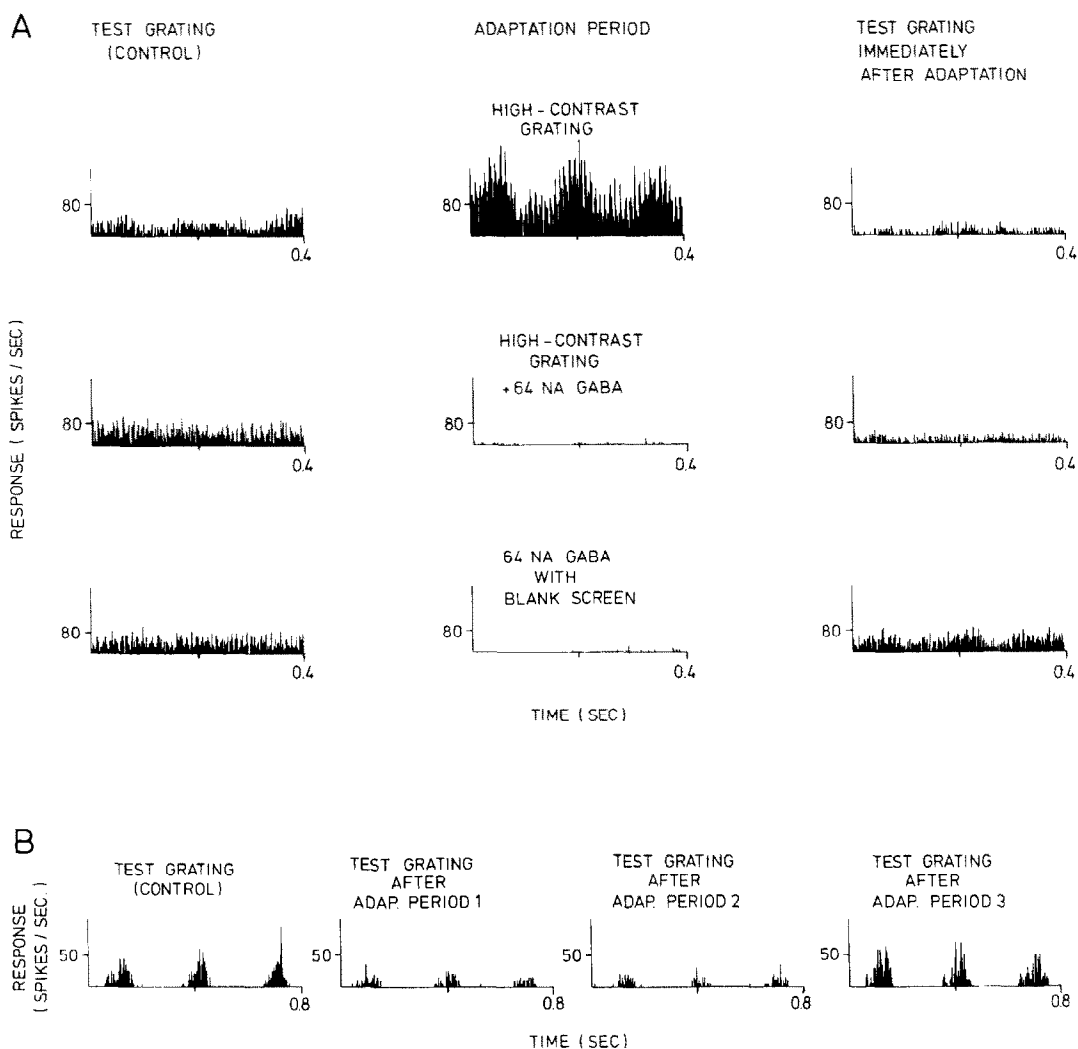 A
TEST GRATING
(CONTROL)
ADAPTATION PERIOD
TEST GRATING
IMMEDIATELY
AFTER ADAPTATION
HIGH-CONTRAST
GRATING
80
0.4
80
0.4
80
0.4
RESPONSE (SPIKES/SEC)
HIGH-CONTRAST
GRATING
+64 NA GABA
80
0.4
80
0.4
80
0.4
64 NA GABA
WITH
BLANK SCREEN
80
0.4
80
0.4
80
0.4
TIME (SEC)
B
TEST GRATING
(CONTROL)
TEST GRATING
AFTER
ADAP. PERIOD 1
TEST GRATING
AFTER
ADAP. PERIOD 2
TEST GRATING
AFTER
ADAP. PERIOD 3
RESPONSE
(SPIKES/SEC.)
50
0.8
50
0.8
50
0.8
50
0.8
TIME (SEC)